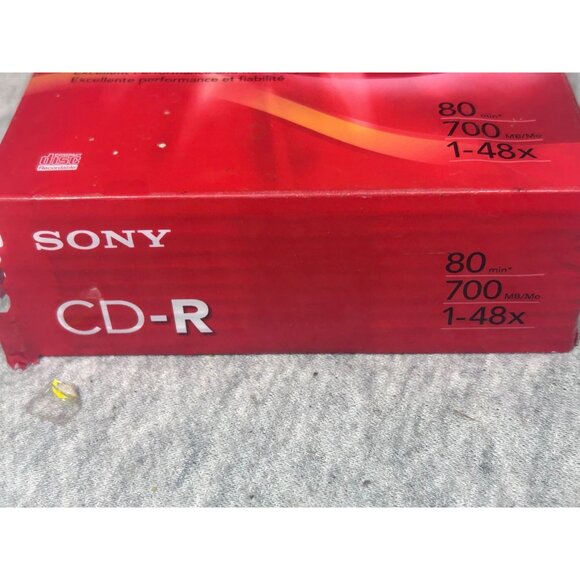 Excellente performance et fiabilité
80 min*
700 MB/Mo
1-48x
disc
Recordable
SONY
80 min*
700 MB/Mo
1-48x
CD-R